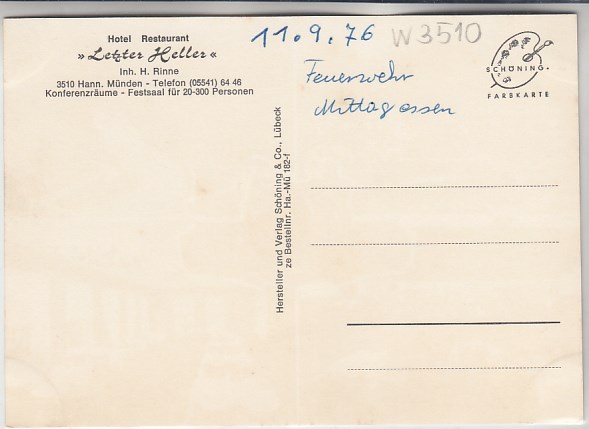 Hotel Restaurant
»Letzter Heller«
Inh. H. Rinne
3510 Hann. Münden - Telefon (05541) 64 46
Konferenzräume - Festsaal für 20-300 Personen
11.9.76
W3510
Feuerwehr
Mittagessen
SCHÖNING
FARBKARTE
Hersteller und Verlag Schöning & Co., Lübeck
ze Bestellnr. Ha.-Mü 182-f